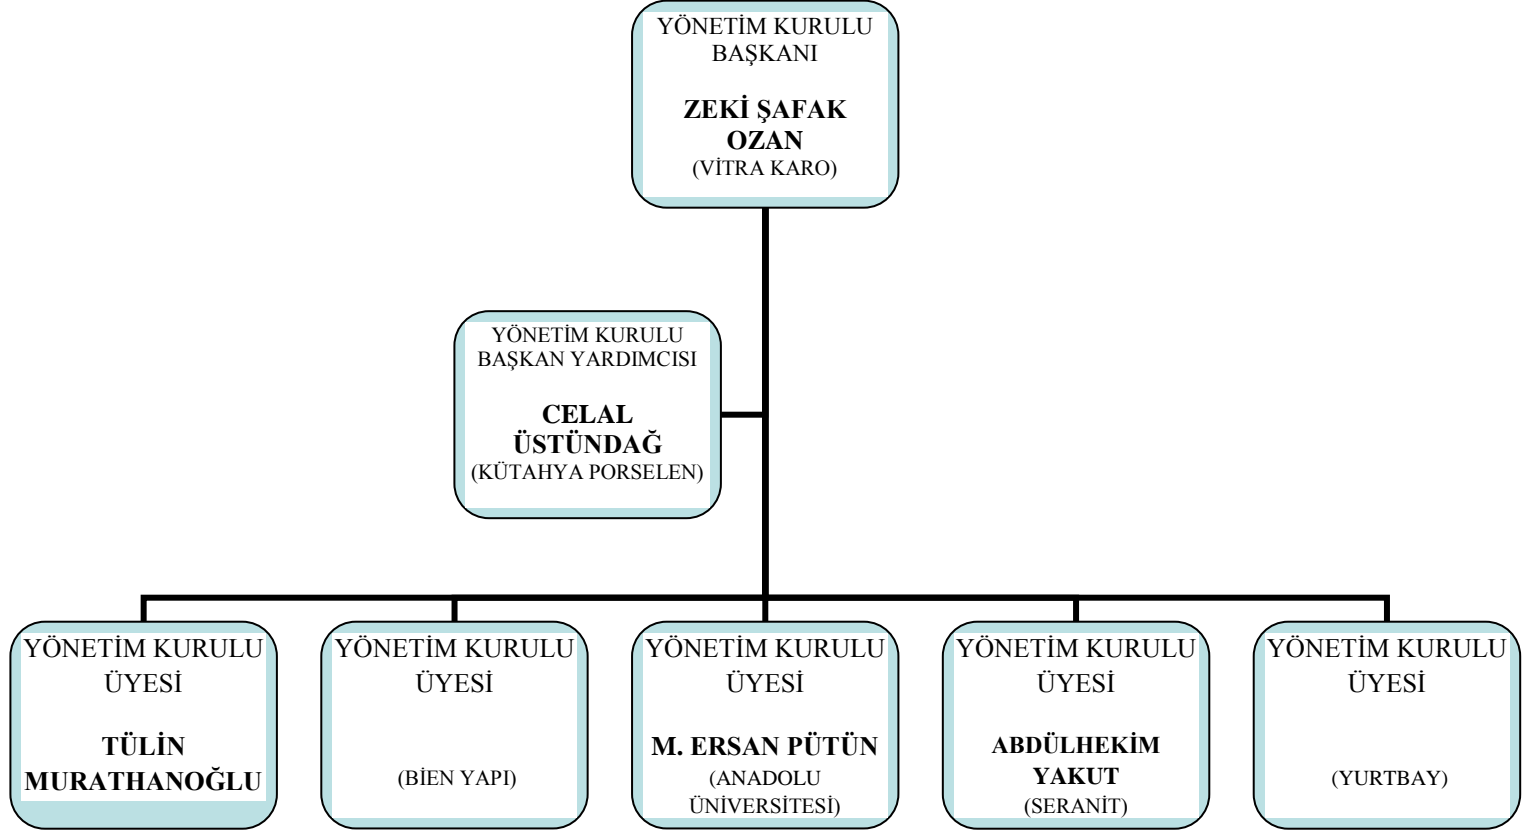 YÖNETİM KURULU
BAŞKANI
ZEKİ ŞAFAK
OZAN
(VİTRA KARO)
YÖNETİM KURULU
BAŞKAN YARDIMCISI
CELAL
ÜSTÜNDAĞ
(KÜTAHYA PORSELEN)
YÖNETİM KURULU
ÜYESİ
TÜLİN
MURATHANOĞLU
YÖNETİM KURULU
ÜYESİ
(BİEN YAPI)
YÖNETİM KURULU
ÜYESİ
M. ERSAN PÜTÜN
(ANADOLU
ÜNİVERSİTESİ)
YÖNETİM KURULU
ÜYESİ
ABDÜLHEKİM
YAKUT
(SERANİT)
YÖNETİM KURULU
ÜYESİ
(YURTBAY)